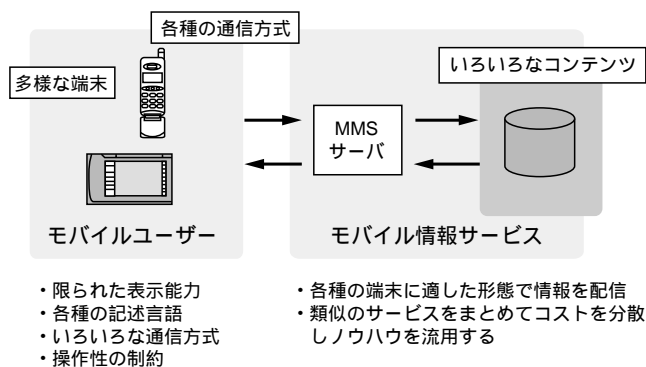 各種の通信方式
多様な端末
いろいろなコンテンツ
MMS
サーバ
モバイルユーザー
モバイル情報サービス
・限られた表示能力
・各種の記述言語
・いろいろな通信方式
・操作性の制約
・各種の端末に適した形態で情報を配信
・類似のサービスをまとめてコストを分散
しノウハウを流用する